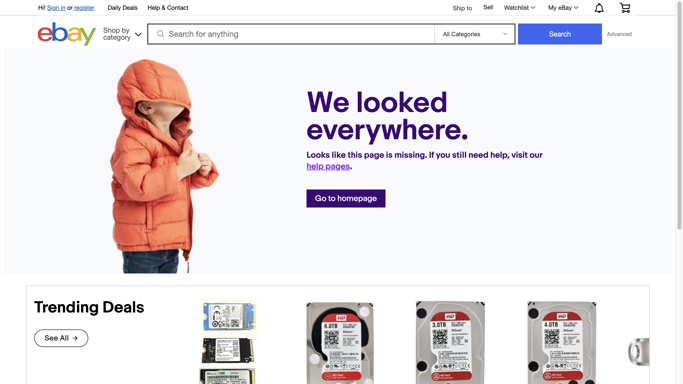 Hi! Sign in or register
Daily Deals
Help & Contact
Ship to
Sell
Watchlist
My eBay
ebay
Shop by
category
Search for anything
All Categories
Search
Advanced
We looked
everywhere.
Looks like this page is missing. If you still need help, visit our
help pages.
Go to homepage
Trending Deals
See All
WD
6.0TB
WD
3.0TB
WD
4.0TB